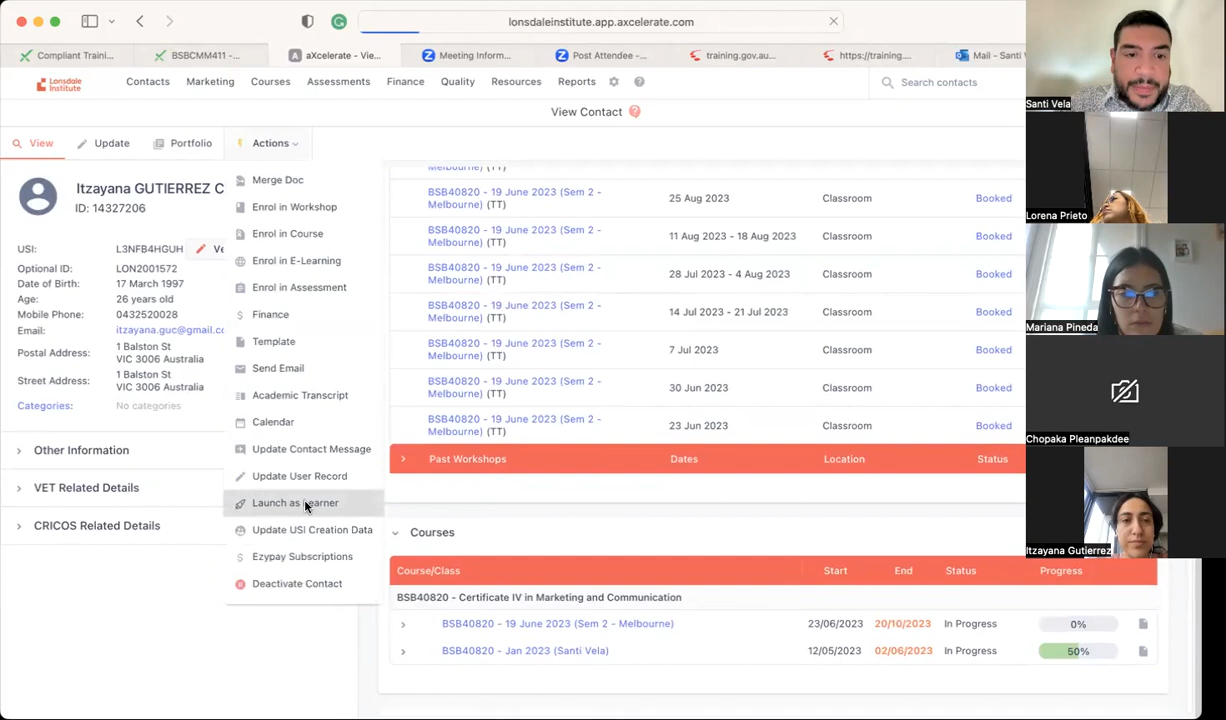 lonsdaleinstitute.app.axcelerate.com
Compliant Traini...
BSBCMM411 -...
aXcelerate - Vie...
Meeting Inform...
Post Attendee -...
training.gov.au...
https://training....
Mail - Santi
Lonsdale
Institute
Contacts
Marketing
Courses
Assessments
Finance
Quality
Resources
Reports
Search contacts
View Contact
View
Update
Portfolio
Actions
Itzayana GUTIERREZ C
ID: 14327206
USI: L3NFB4HGUH
Ve
Optional ID: LON2001572
Date of Birth: 17 March 1997
Age: 26 years old
Mobile Phone: 0432520028
Email: itzayana.guc@gmail.co
Postal Address: 1 Balston St
VIC 3006 Australia
Street Address: 1 Balston St
VIC 3006 Australia
Categories: No categories
Other Information
VET Related Details
CRICOS Related Details
Merge Doc
Enrol in Workshop
Enrol in Course
Enrol in E-Learning
Enrol in Assessment
Finance
Template
Send Email
Academic Transcript
Calendar
Update Contact Message
Update User Record
Launch as Learner
Update USI Creation Data
Ezypay Subscriptions
Deactivate Contact
Melbourne) (TT)
BSB40820 - 19 June 2023 (Sem 2 -
Melbourne) (TT)
25 Aug 2023
Classroom
Booked
BSB40820 - 19 June 2023 (Sem 2 -
Melbourne) (TT)
11 Aug 2023 - 18 Aug 2023
Classroom
Booked
BSB40820 - 19 June 2023 (Sem 2 -
Melbourne) (TT)
28 Jul 2023 - 4 Aug 2023
Classroom
Booked
BSB40820 - 19 June 2023 (Sem 2 -
Melbourne) (TT)
14 Jul 2023 - 21 Jul 2023
Classroom
Booked
BSB40820 - 19 June 2023 (Sem 2 -
Melbourne) (TT)
7 Jul 2023
Classroom
Booked
BSB40820 - 19 June 2023 (Sem 2 -
Melbourne) (TT)
30 Jun 2023
Classroom
Booked
BSB40820 - 19 June 2023 (Sem 2 -
Melbourne) (TT)
23 Jun 2023
Classroom
Booked
Past Workshops
Dates
Location
Status
Courses
Course/Class
Start
End
Status
Progress
BSB40820 - Certificate IV in Marketing and Communication
BSB40820 - 19 June 2023 (Sem 2 - Melbourne)
23/06/2023
20/10/2023
In Progress
0%
BSB40820 - Jan 2023 (Santi Vela)
12/05/2023
02/06/2023
In Progress
50%
Santi Vela
Lorena Prieto
Mariana Pineda
Chopaka Pleanpakdee
Itzayana Gutierrez